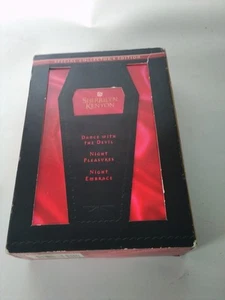 SPECIAL COLLECTOR'S EDITION
SHERRILYN
KENYON
DANCE WITH
THE DEVIL
NIGHT
PLEASURES
NIGHT
EMBRACE